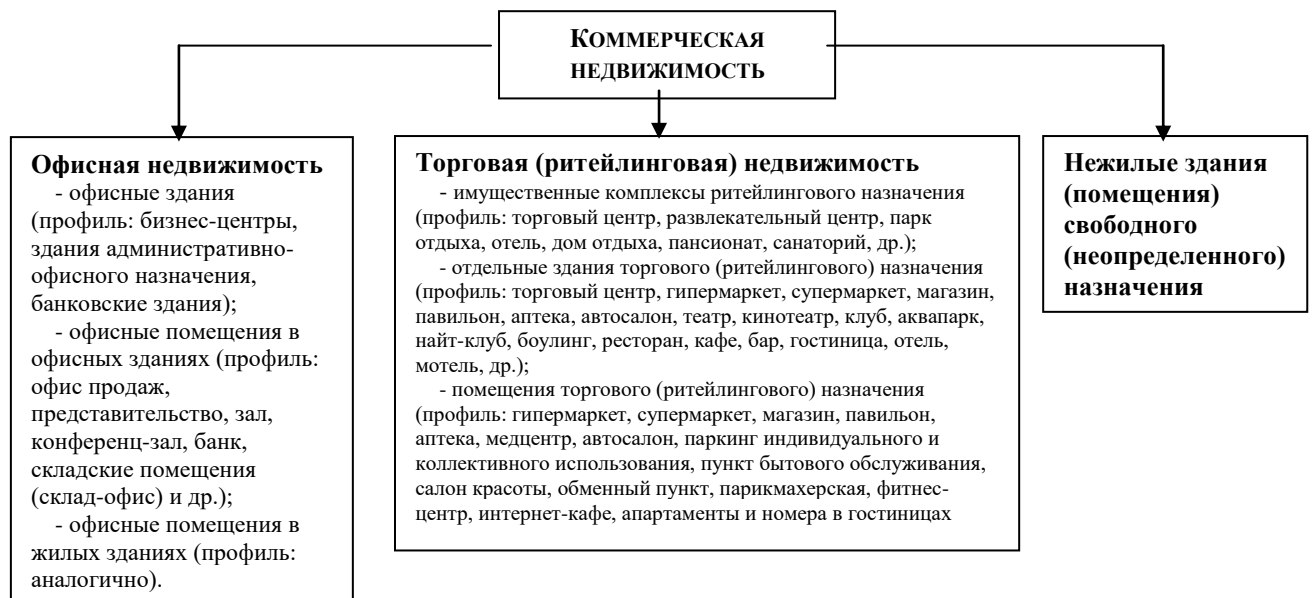 КОММЕРЧЕСКАЯ
НЕДВИЖИМОСТЬ
Офисная недвижимость
- офисные здания
(профиль: бизнес-центры,
здания административно-
офисного назначения,
банковские здания);
- офисные помещения в
офисных зданиях (профиль:
офис продаж,
представительство, зал,
конференц-зал, банк,
складские помещения
(склад-офис) и др.);
- офисные помещения в
жилых зданиях (профиль:
аналогично).
Торговая (ритейлинговая) недвижимость
- имущественные комплексы ритейлингового назначения
(профиль: торговый центр, развлекательный центр, парк
отдыха, отель, дом отдыха, пансионат, санаторий, др.);
- отдельные здания торгового (ритейлингового) назначения
(профиль: торговый центр, гипермаркет, супермаркет, магазин,
павильон, аптека, автосалон, театр, кинотеатр, клуб, аквапарк,
найт-клуб, боулинг, ресторан, кафе, бар, гостиница, отель,
мотель, др.);
- помещения торгового (ритейлингового) назначения
(профиль: гипермаркет, супермаркет, магазин, павильон,
аптека, медцентр, автосалон, паркинг индивидуального и
коллективного использования, пункт бытового обслуживания,
салон красоты, обменный пункт, парикмахерская, фитнес-
центр, интернет-кафе, апартаменты и номера в гостиницах
Нежилые здания
(помещения)
свободного
(неопределенного)
назначения